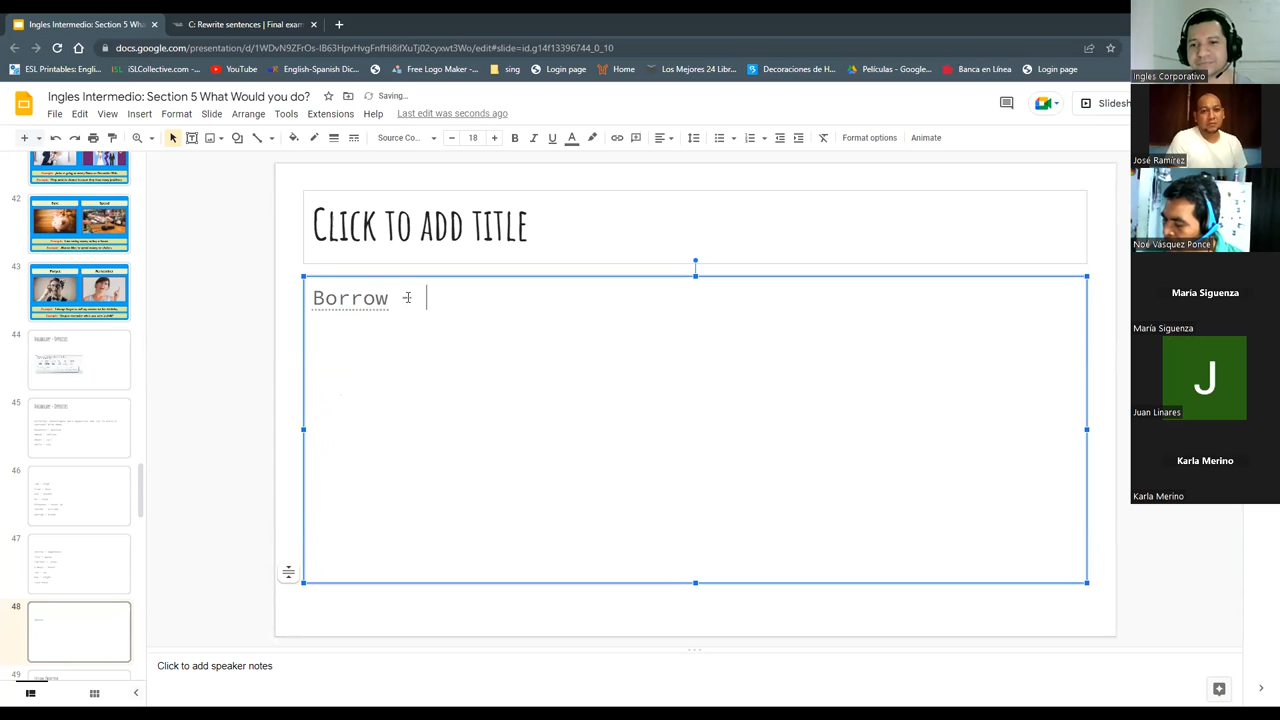 Ingles Intermedio: Section 5 What W
C: Rewrite sentences | Final exam
docs.google.com/presentation/d/1WDvN9ZFrOs-IB63HpvHvgFnfHi8ifXuTj02cyxwt3Wo/edit#slide=id.g14f13396744_0_10
ESL Printables: Engli...
iSLCollective.com -...
YouTube
English-Spanish Dic...
Free Logo Maker -...
Login page
Home
Los Mejores 24 Libr...
Decoraciones de H...
Películas - Google...
Banca en Línea
Login page
Ingles Intermedio: Section 5 What Would you do?
Saving...
File Edit View Insert Format Slide Arrange Tools Extensions Help
Last edit was seconds ago
Slidesh
Source Co...
18
Format options
Animate
42
43
44
45
46
47
48
49
Click to add title
Borrow -
Click to add speaker notes
Ingles Corporativo
José Ramírez
Noé Vásquez Ponce
María Siguenza
María Siguenza
J
Juan Linares
Karla Merino
Karla Merino